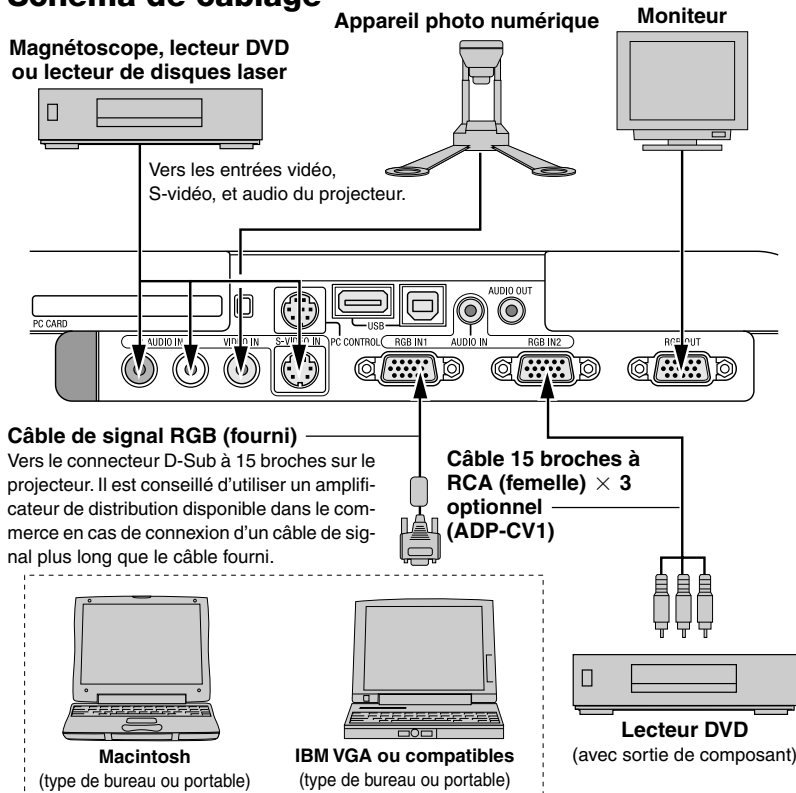 Schéma de câblage
Appareil photo numérique
Moniteur
Magnétoscope, lecteur DVD
ou lecteur de disques laser
Vers les entrées vidéo,
S-vidéo, et audio du projecteur.
AUDIO OUT
USB
PC CARD
AUDIO IN
VIDEO IN
S-VIDEO IN
PC CONTROL
RGB IN1
AUDIO IN
RGB IN2
RGB OUT
Câble de signal RGB (fourni)
Vers le connecteur D-Sub à 15 broches sur le
projecteur. Il est conseillé d'utiliser un amplifi-
cateur de distribution disponible dans le com-
merce en cas de connexion d'un câble de sig-
nal plus long que le câble fourni.
Câble 15 broches à
RCA (femelle) × 3
optionnel
(ADP-CV1)
Macintosh
(type de bureau ou portable)
IBM VGA ou compatibles
(type de bureau ou portable)
Lecteur DVD
(avec sortie de composant)